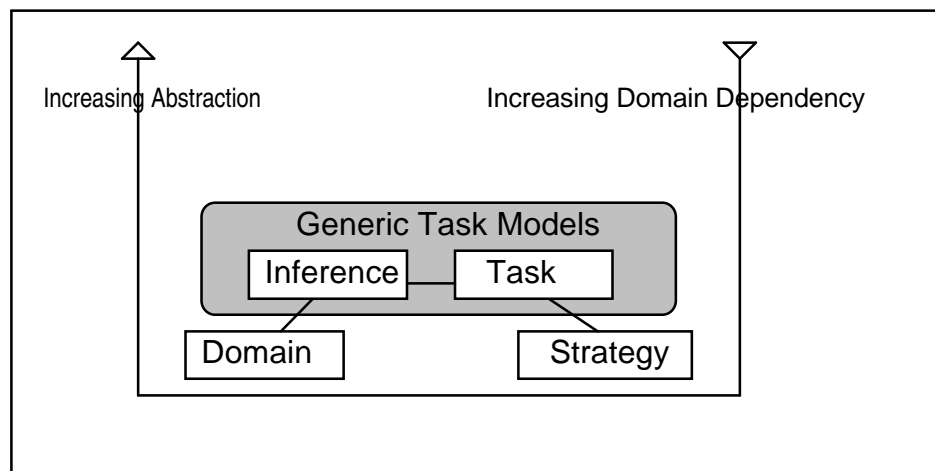 Increasing Abstraction
Increasing Domain Dependency
Generic Task Models
Inference
Task
Domain
Strategy